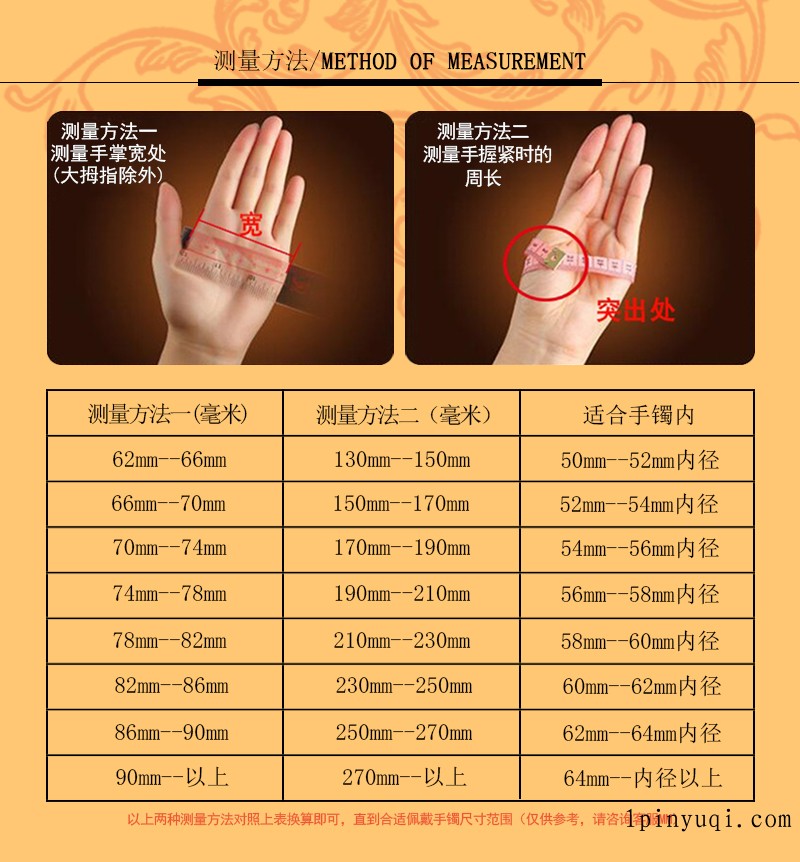 测量方法/METHOD OF MEASUREMENT
测量方法一
测量手掌宽处
(大拇指除外)
宽
测量方法二
测量手握紧时的
周长
突出处
测量方法一(毫米) 测量方法二（毫米） 适合手镯内
62mm--66mm 130mm--150mm 50mm--52mm内径
66mm--70mm 150mm--170mm 52mm--54mm内径
70mm--74mm 170mm--190mm 54mm--56mm内径
74mm--78mm 190mm--210mm 56mm--58mm内径
78mm--82mm 210mm--230mm 58mm--60mm内径
82mm--86mm 230mm--250mm 60mm--62mm内径
86mm--90mm 250mm--270mm 62mm--64mm内径
90mm--以上 270mm--以上 64mm--内径以上
以上两种测量方法对照上表换算即可，直到合适佩戴手镯尺寸范围（仅供参考，请咨询客服
1pinyuqi.com